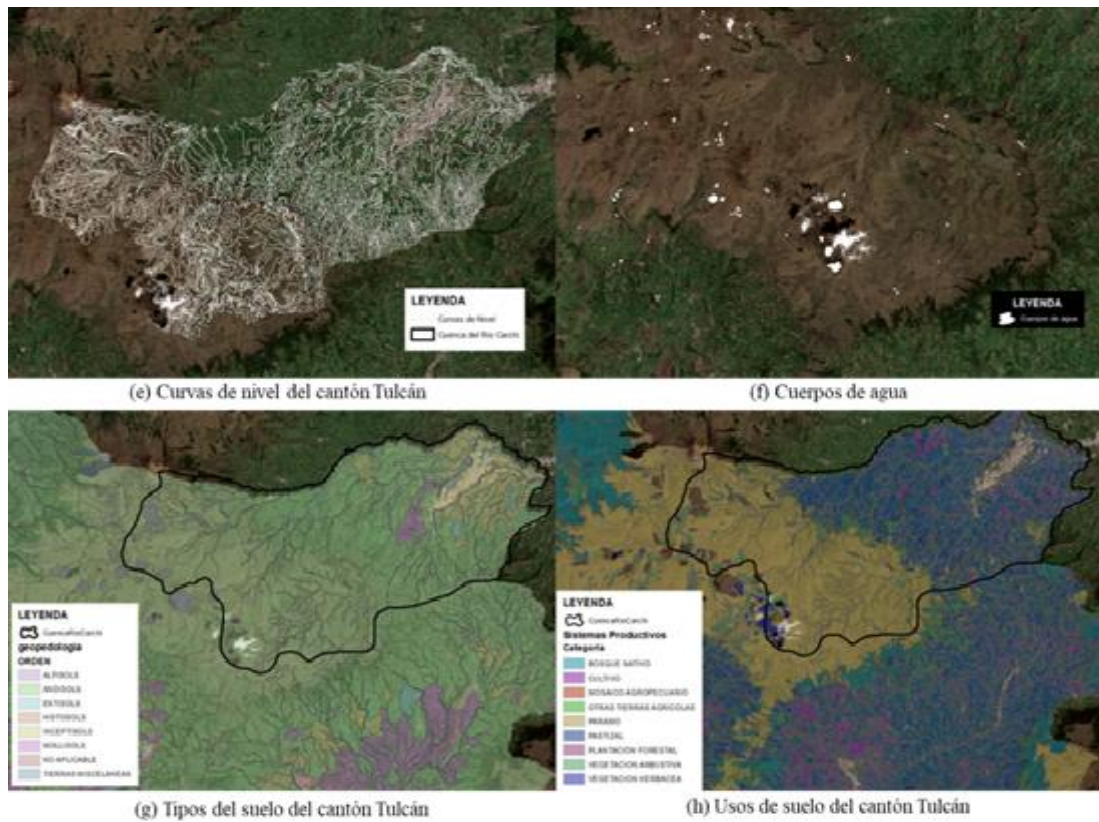 LEYENDA
Curvas de Nivel
Cuenca del Río Carchi
LEYENDA
Cuerpos de agua
(e) Curvas de nivel del cantón Tulcán
(f) Cuerpos de agua
LEYENDA
CuencaRioCarchi
geopedologia
ORDEN
ALFISOLS
ANDISOLS
ENTISOLS
HISTOSOLS
INCEPTISOLS
MOLLISOLS
NO APLICABLE
TIERRAS MISCELANEAS
LEYENDA
CuencaRioCarchi
Sistemas Productivos
Categoría
BOSQUE NATIVO
CULTIVO
MOSAICO AGROPECUARIO
OTRAS TIERRAS AGRICOLAS
PARAMO
PASTIZAL
PLANTACION FORESTAL
VEGETACION ARBUSTIVA
VEGETACION HERBACEA
(g) Tipos del suelo del cantón Tulcán
(h) Usos de suelo del cantón Tulcán